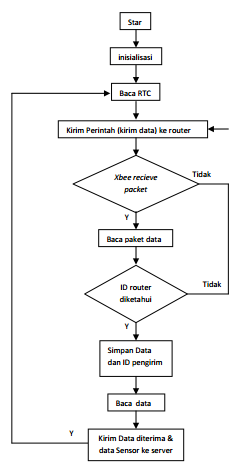 Star
inisialisasi
Baca RTC
Kirim Perintah (kirim data) ke router
Xbee recieve
packet
Tidak
Y
Baca paket data
ID router
diketahui
Tidak
Y
Simpan Data
dan ID pengirim
Baca data
Y
Kirim Data diterima &
data Sensor ke server